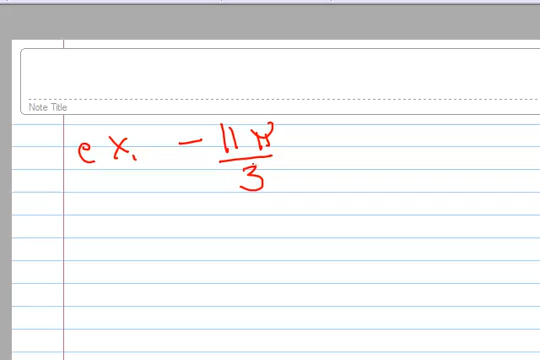 Note Title
ex. - 11π/3